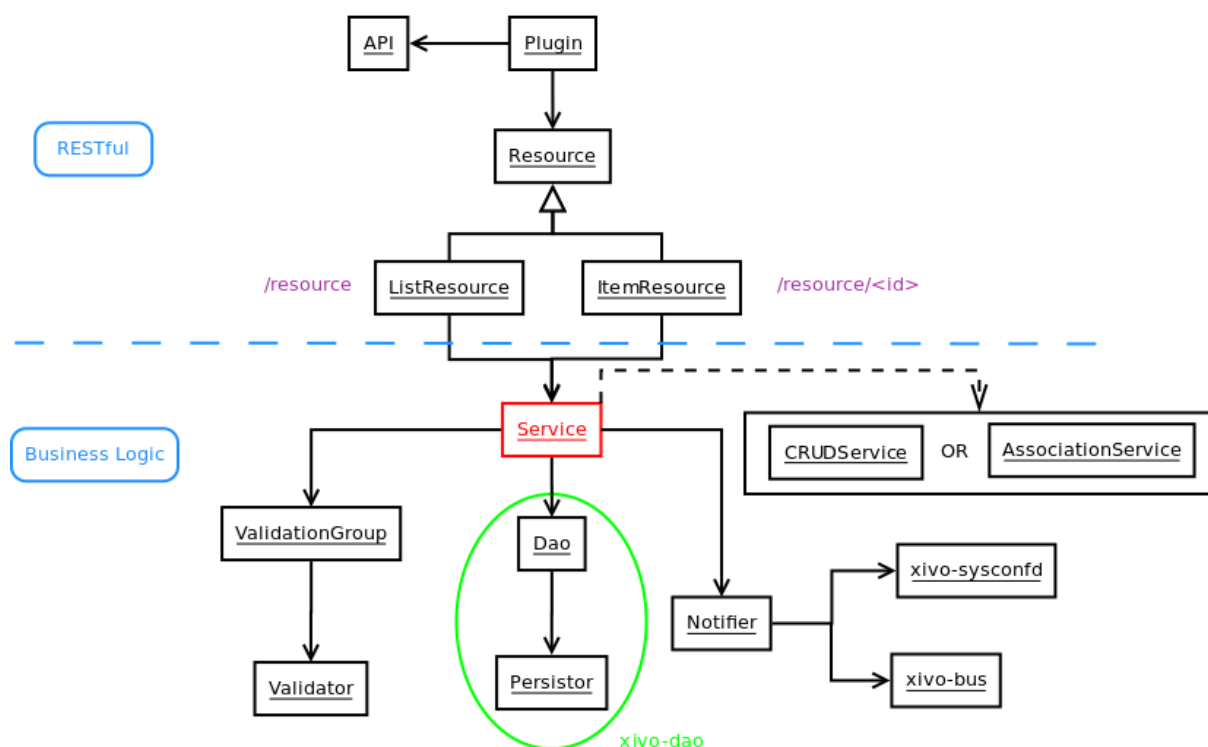 API
Plugin
RESTful
Resource
/resource
ListResource
ItemResource
/resource/<id>
Service
Business Logic
CRUDService
OR
AssociationService
ValidationGroup
Dao
xivo-sysconfd
Notifier
Validator
Persistor
xivo-bus
xivo-dao